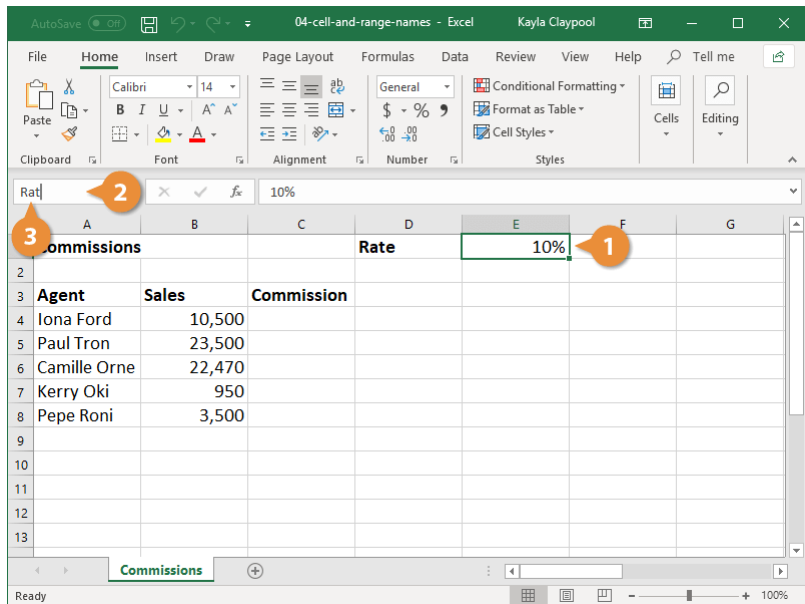 AutoSave Off 04-cell-and-range-names - Excel Kayla Claypool
File Home Insert Draw Page Layout Formulas Data Review View Help Tell me
Calibri 14 ab General Conditional Formatting
Paste B I U A A $ % 9 Format as Table Cells Editing
A Cell Styles
Clipboard Font Alignment Number Styles
Rat 2 fx 10%
A B C D E F G
3 ommissions Rate 10% 1
2
3 Agent Sales Commission
4 Iona Ford 10,500
5 Paul Tron 23,500
6 Camille Orne 22,470
7 Kerry Oki 950
8 Pepe Roni 3,500
9
10
11
12
13
Commissions
Ready 100%